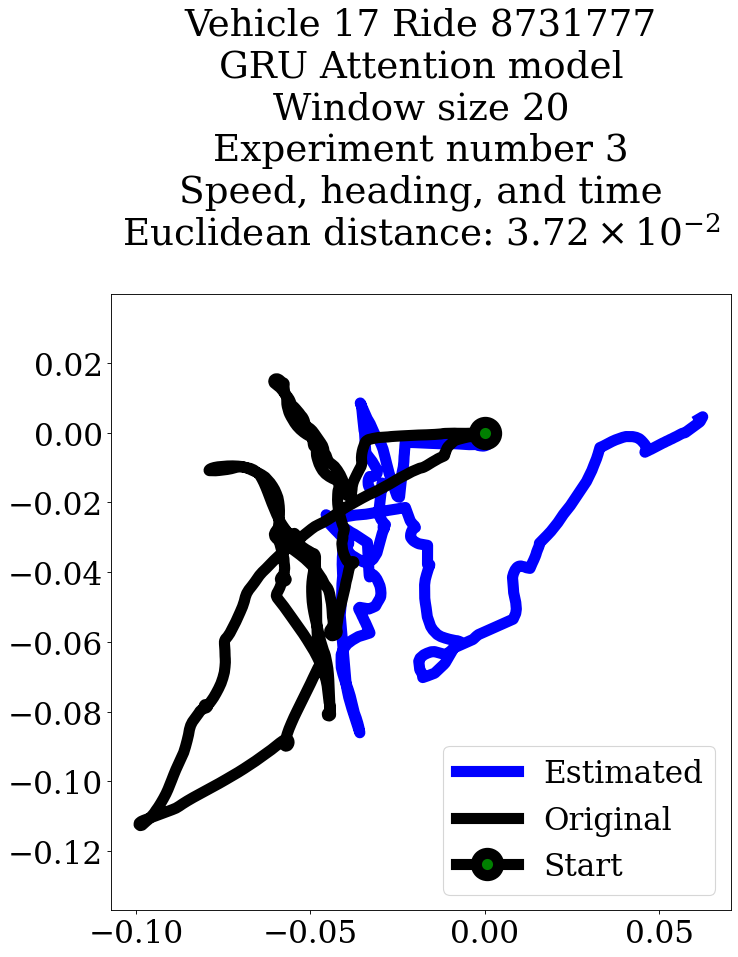 Vehicle 17 Ride 8731777
GRU Attention model
Window size 20
Experiment number 3
Speed, heading, and time
Euclidean distance: 3.72 × 10⁻²
0.02
0.00
−0.02
−0.04
−0.06
−0.08
−0.10
−0.12
−0.10
−0.05
0.00
0.05
Estimated
Original
Start